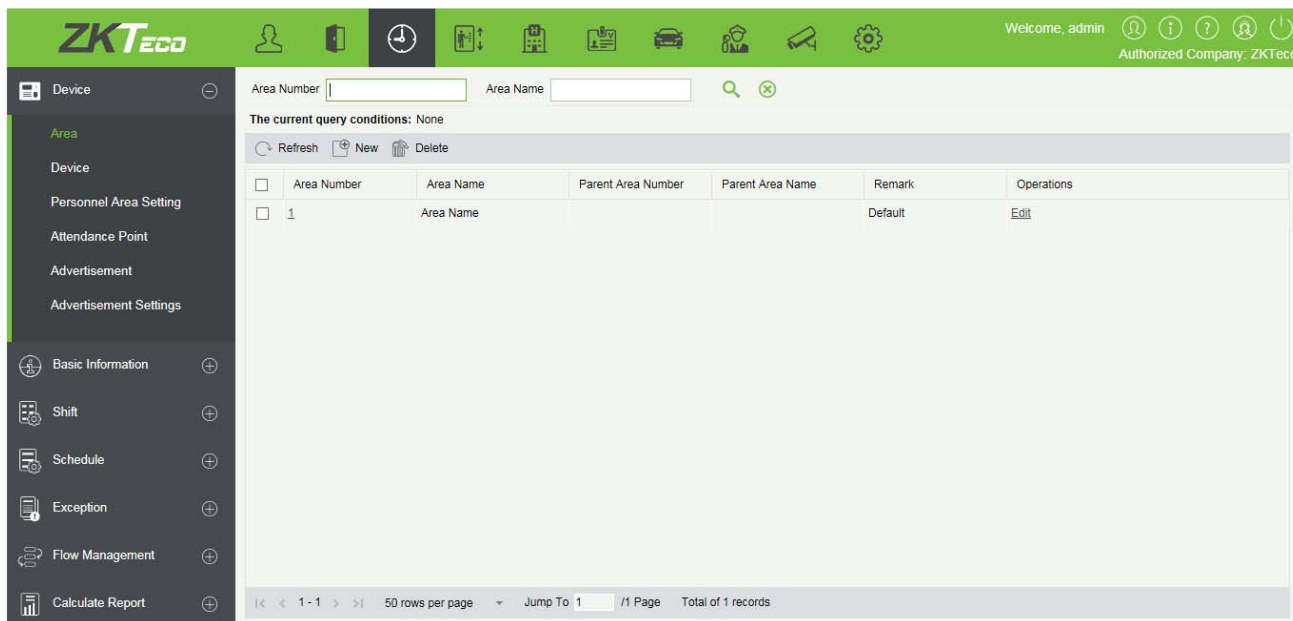 ZKTECO
Welcome, admin
Authorized Company: ZKTeco
Device
Area
Device
Personnel Area Setting
Attendance Point
Advertisement
Advertisement Settings
Basic Information
Shift
Schedule
Exception
Flow Management
Calculate Report
Area Number Area Name
The current query conditions: None
Refresh New Delete
Area Number Area Name Parent Area Number Parent Area Name Remark Operations
1 Area Name Default Edit
1 - 1 50 rows per page Jump To 1 /1 Page Total of 1 records